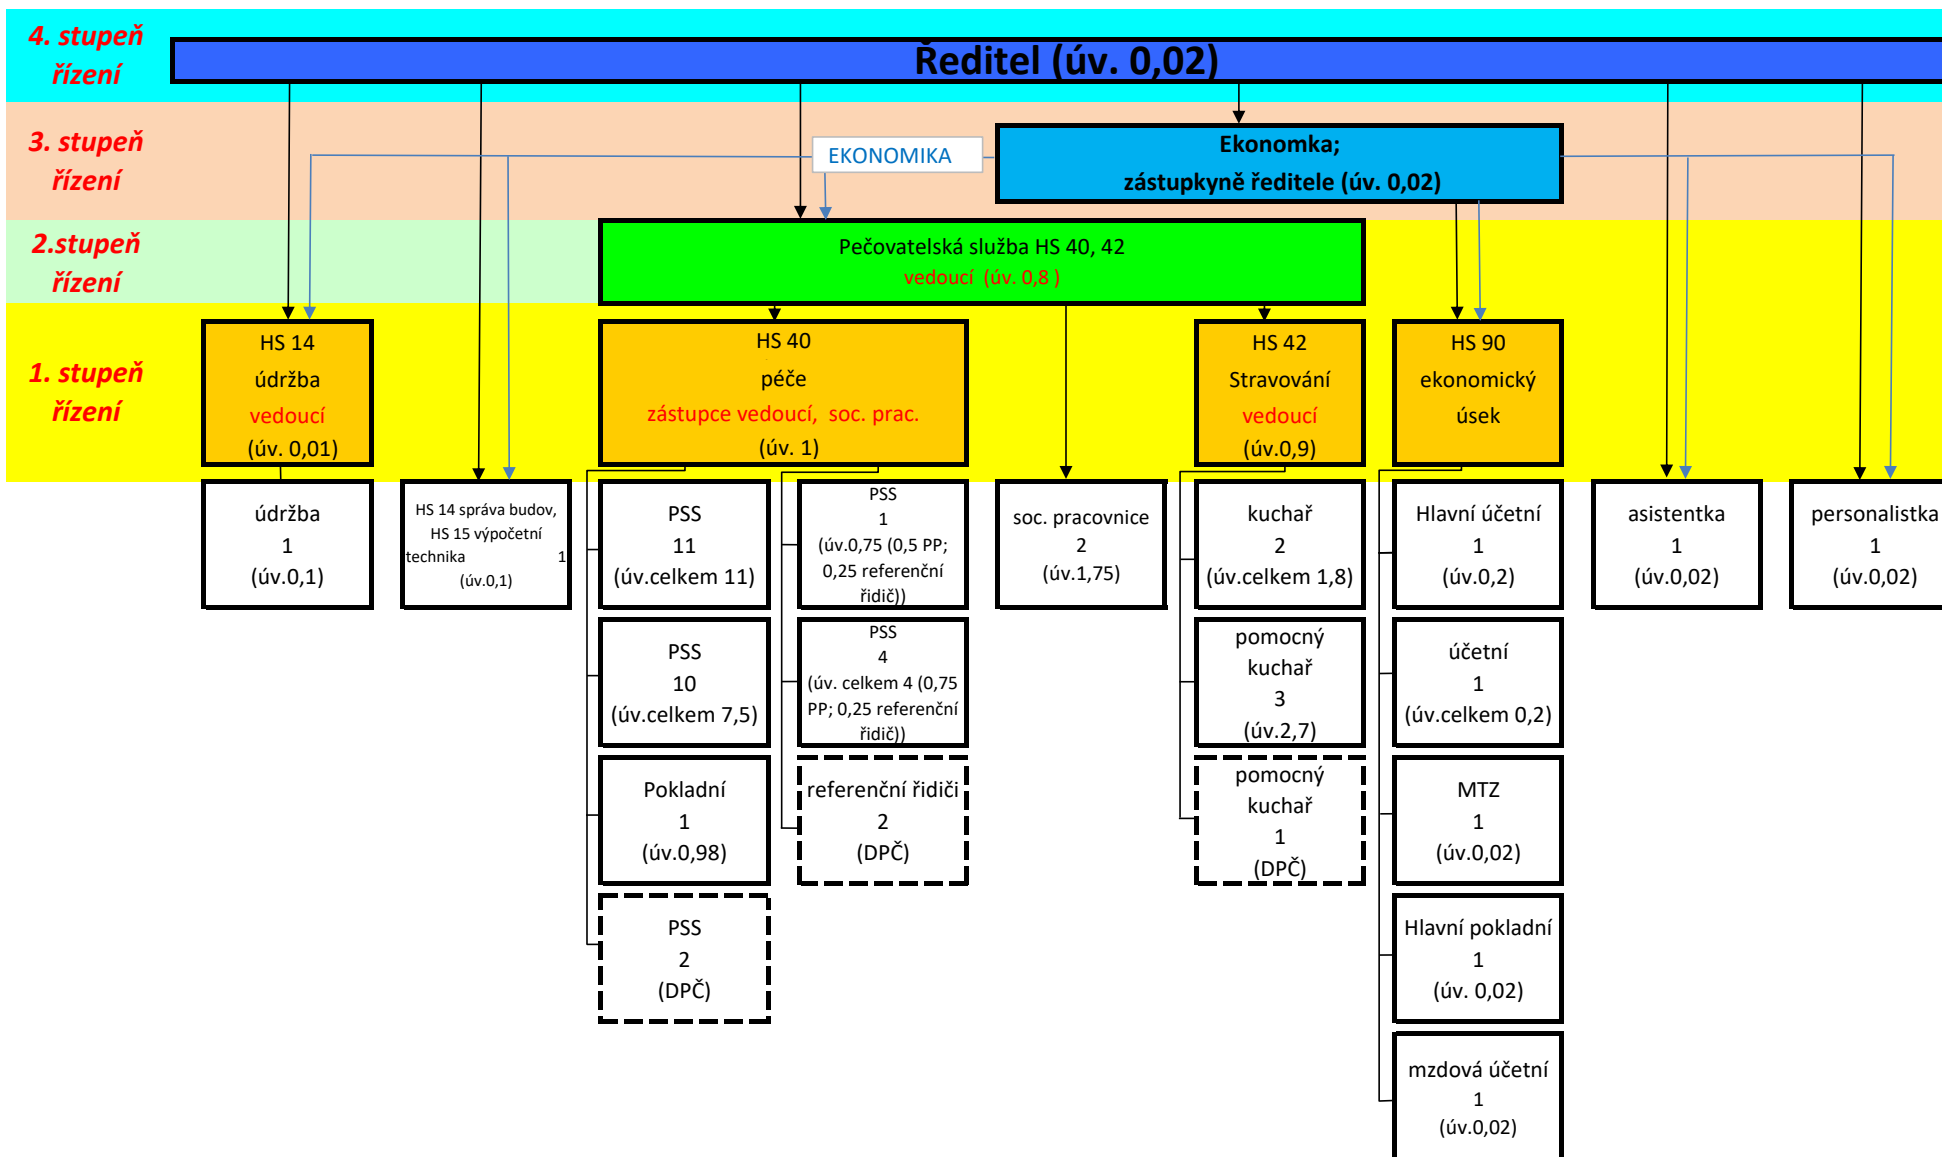 4. stupeň
řízení
Ředitel (úv. 0,02)
3. stupeň
řízení
EKONOMIKA
Ekonomka;
zástupkyně ředitele (úv. 0,02)
2.stupeň
řízení
Pečovatelská služba HS 40, 42
vedoucí (úv. 0,8 )
1. stupeň
řízení
HS 14
údržba
vedoucí
(úv. 0,01)
HS 40
péče
zástupce vedoucí, soc. prac.
(úv. 1)
HS 42
Stravování
vedoucí
(úv.0,9)
HS 90
ekonomický
úsek
údržba
1
(úv.0,1)
HS 14 správa budov,
HS 15 výpočetní
technika 1
(úv.0,1)
PSS
11
(úv.celkem 11)
PSS
1
(úv.0,75 (0,5 PP;
0,25 referenční
řidič))
soc. pracovnice
2
(úv.1,75)
kuchař
2
(úv.celkem 1,8)
Hlavní účetní
1
(úv.0,2)
asistentka
1
(úv.0,02)
personalistka
1
(úv.0,02)
PSS
10
(úv.celkem 7,5)
PSS
4
(úv. celkem 4 (0,75
PP; 0,25 referenční
řidič))
pomocný
kuchař
3
(úv.2,7)
účetní
1
(úv.celkem 0,2)
Pokladní
1
(úv.0,98)
referenční řidiči
2
(DPČ)
pomocný
kuchař
1
(DPČ)
MTZ
1
(úv.0,02)
PSS
2
(DPČ)
Hlavní pokladní
1
(úv. 0,02)
mzdová účetní
1
(úv.0,02)